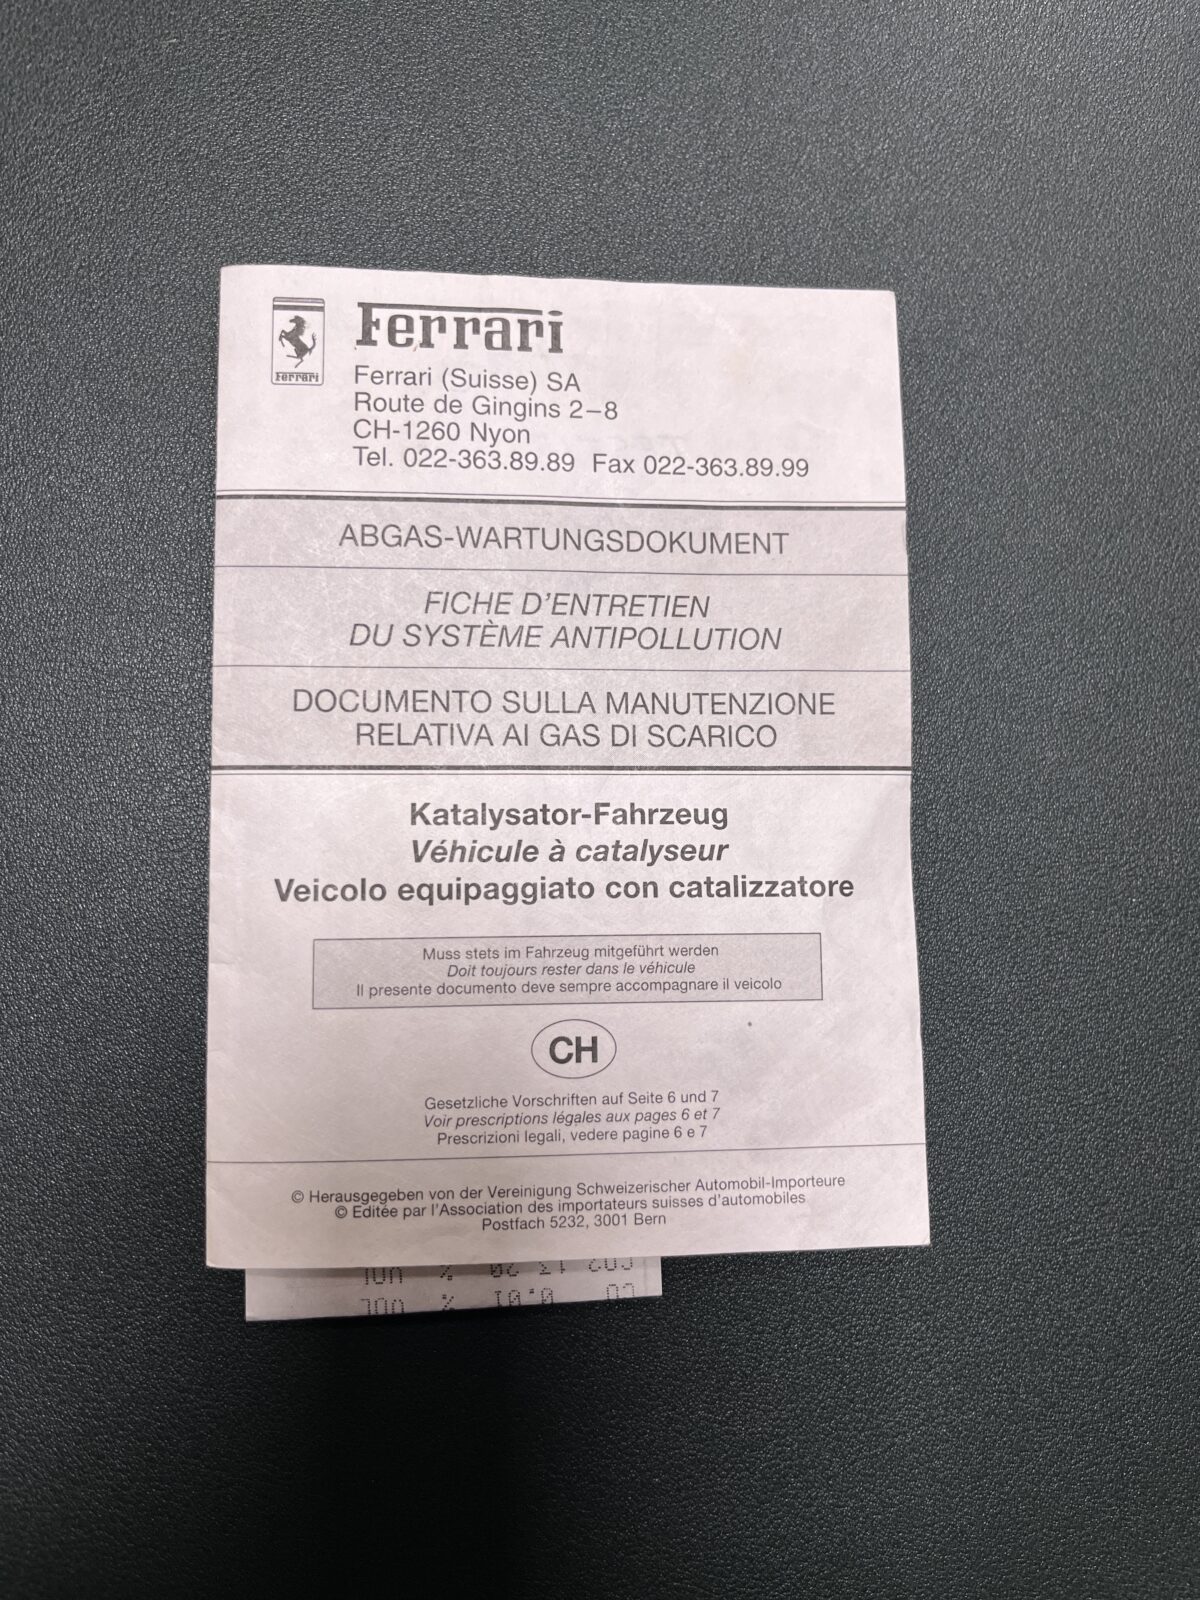 Ferrari
Ferrari
Ferrari (Suisse) SA
Route de Gingins 2–8
CH-1260 Nyon
Tel. 022-363.89.89 Fax 022-363.89.99
ABGAS-WARTUNGSDOKUMENT
FICHE D'ENTRETIEN
DU SYSTÈME ANTIPOLLUTION
DOCUMENTO SULLA MANUTENZIONE
RELATIVA AI GAS DI SCARICO
Katalysator-Fahrzeug
Véhicule à catalyseur
Veicolo equipaggiato con catalizzatore
Muss stets im Fahrzeug mitgeführt werden
Doit toujours rester dans le véhicule
Il presente documento deve sempre accompagnare il veicolo
CH
Gesetzliche Vorschriften auf Seite 6 und 7
Voir prescriptions légales aux pages 6 et 7
Prescrizioni legali, vedere pagine 6 e 7
© Herausgegeben von der Vereinigung Schweizerischer Automobil-Importeure
© Editée par l'Association des importateurs suisses d'automobiles
Postfach 5232, 3001 Bern
CO 0.01 %